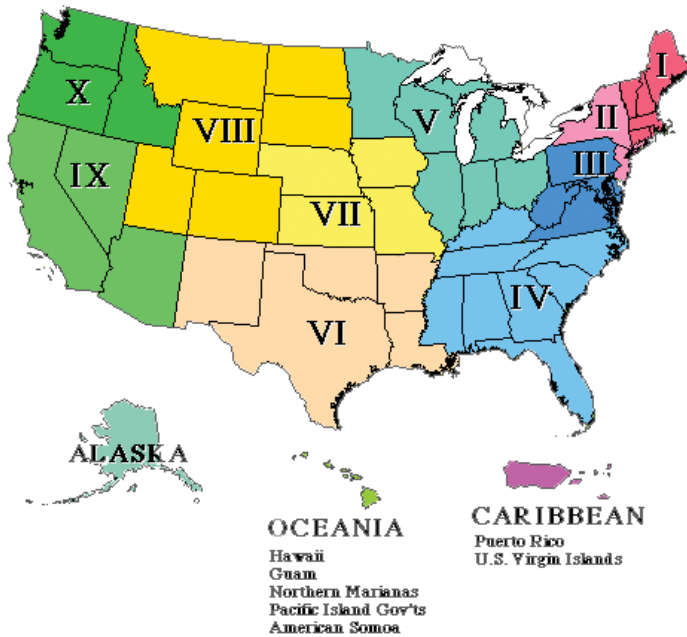 I
X
II
V
VIII
III
IX
VII
IV
VI
ALASKA
OCEANIA
Hawaii
Guam
Northern Marianas
Pacific Island Gov'ts
American Somoa
CARIBBEAN
Puerto Rico
U.S. Virgin Islands